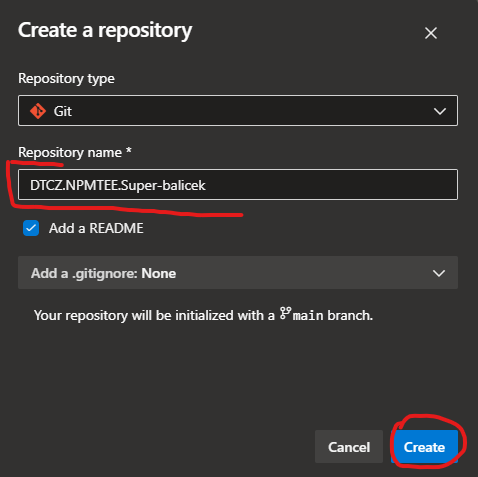 Create a repository
Repository type
Git
Repository name *
DTCZ.NPMTEE.Super-balicek
Add a README
Add a .gitignore: None
Your repository will be initialized with a main branch.
Cancel Create